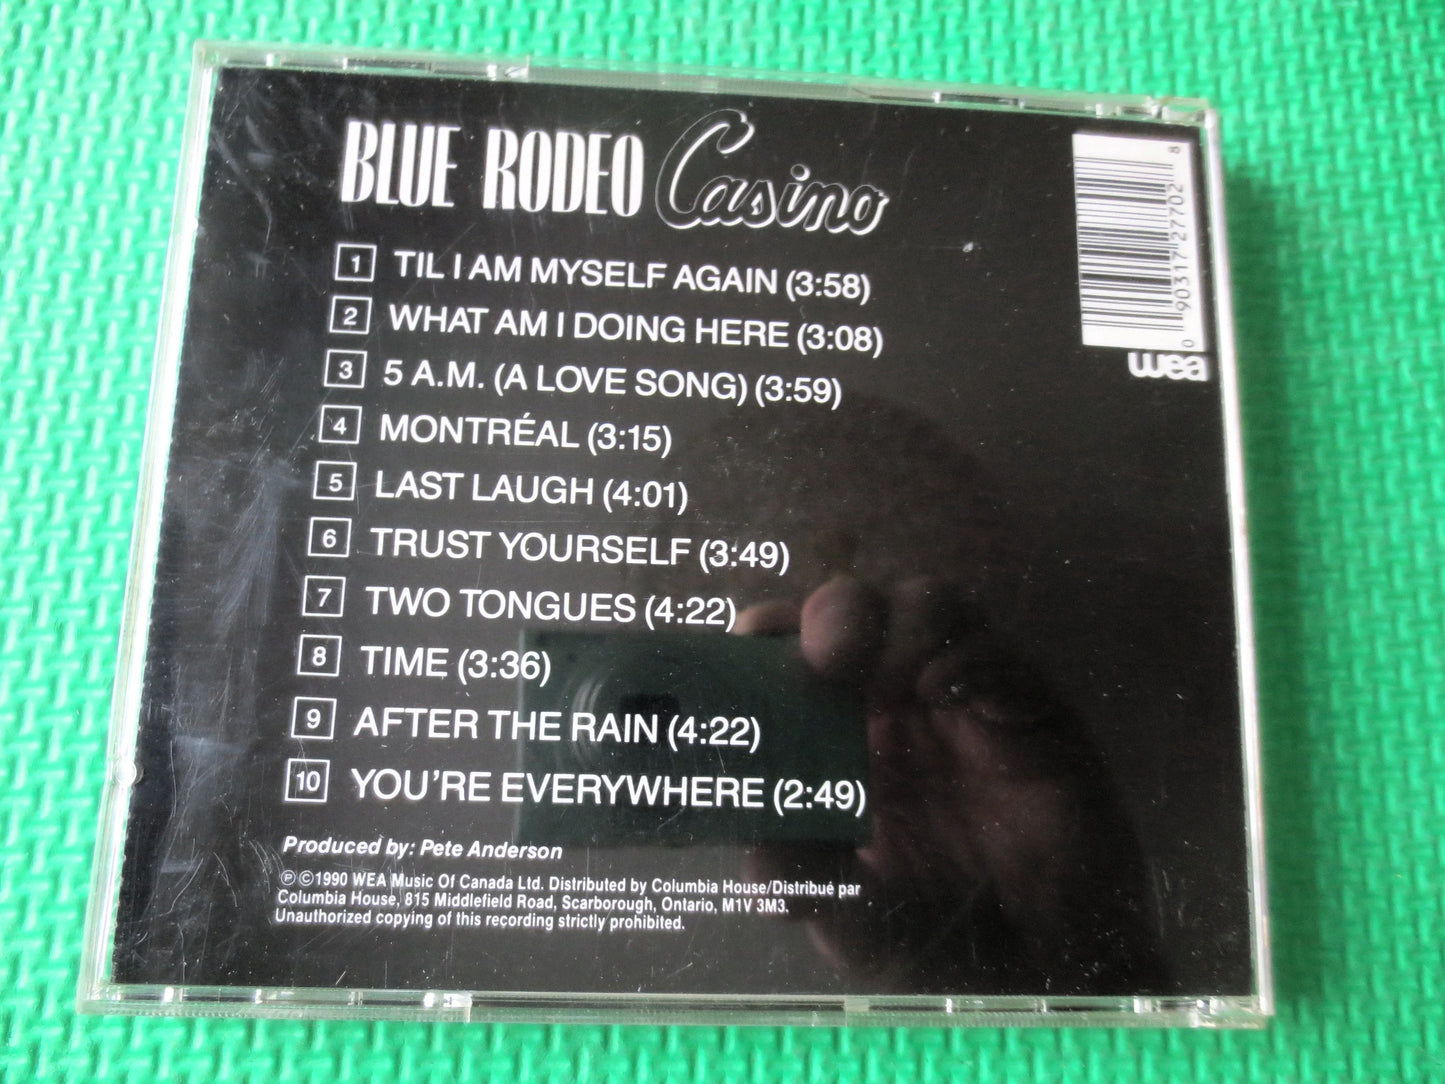 BLUE RODEO Casino
1 TIL I AM MYSELF AGAIN (3:58)
2 WHAT AM I DOING HERE (3:08)
3 5 A.M. (A LOVE SONG) (3:59)
4 MONTRÉAL (3:15)
5 LAST LAUGH (4:01)
6 TRUST YOURSELF (3:49)
7 TWO TONGUES (4:22)
8 TIME (3:36)
9 AFTER THE RAIN (4:22)
10 YOU'RE EVERYWHERE (2:49)
Produced by: Pete Anderson
℗ ©1990 WEA Music Of Canada Ltd. Distributed by Columbia House/Distribué par
Columbia House, 815 Middlefield Road, Scarborough, Ontario, M1V 3M3.
Unauthorized copying of this recording strictly prohibited.
0 90317 27702 8
wea